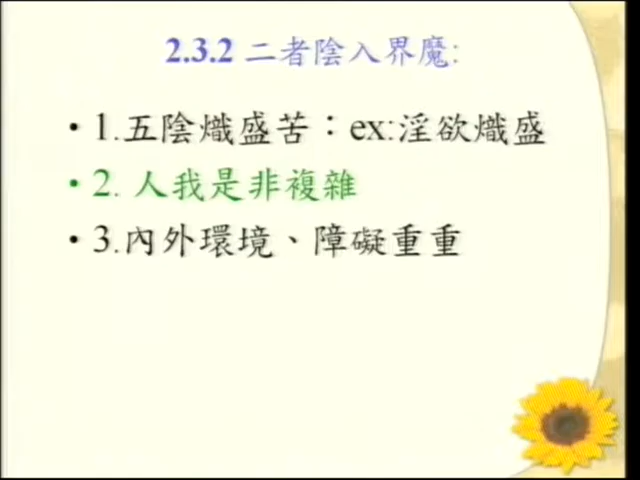 2.3.2 二者陰入界魔:
• 1.五陰熾盛苦：ex:淫欲熾盛
• 2. 人我是非複雜
• 3.內外環境、障礙重重